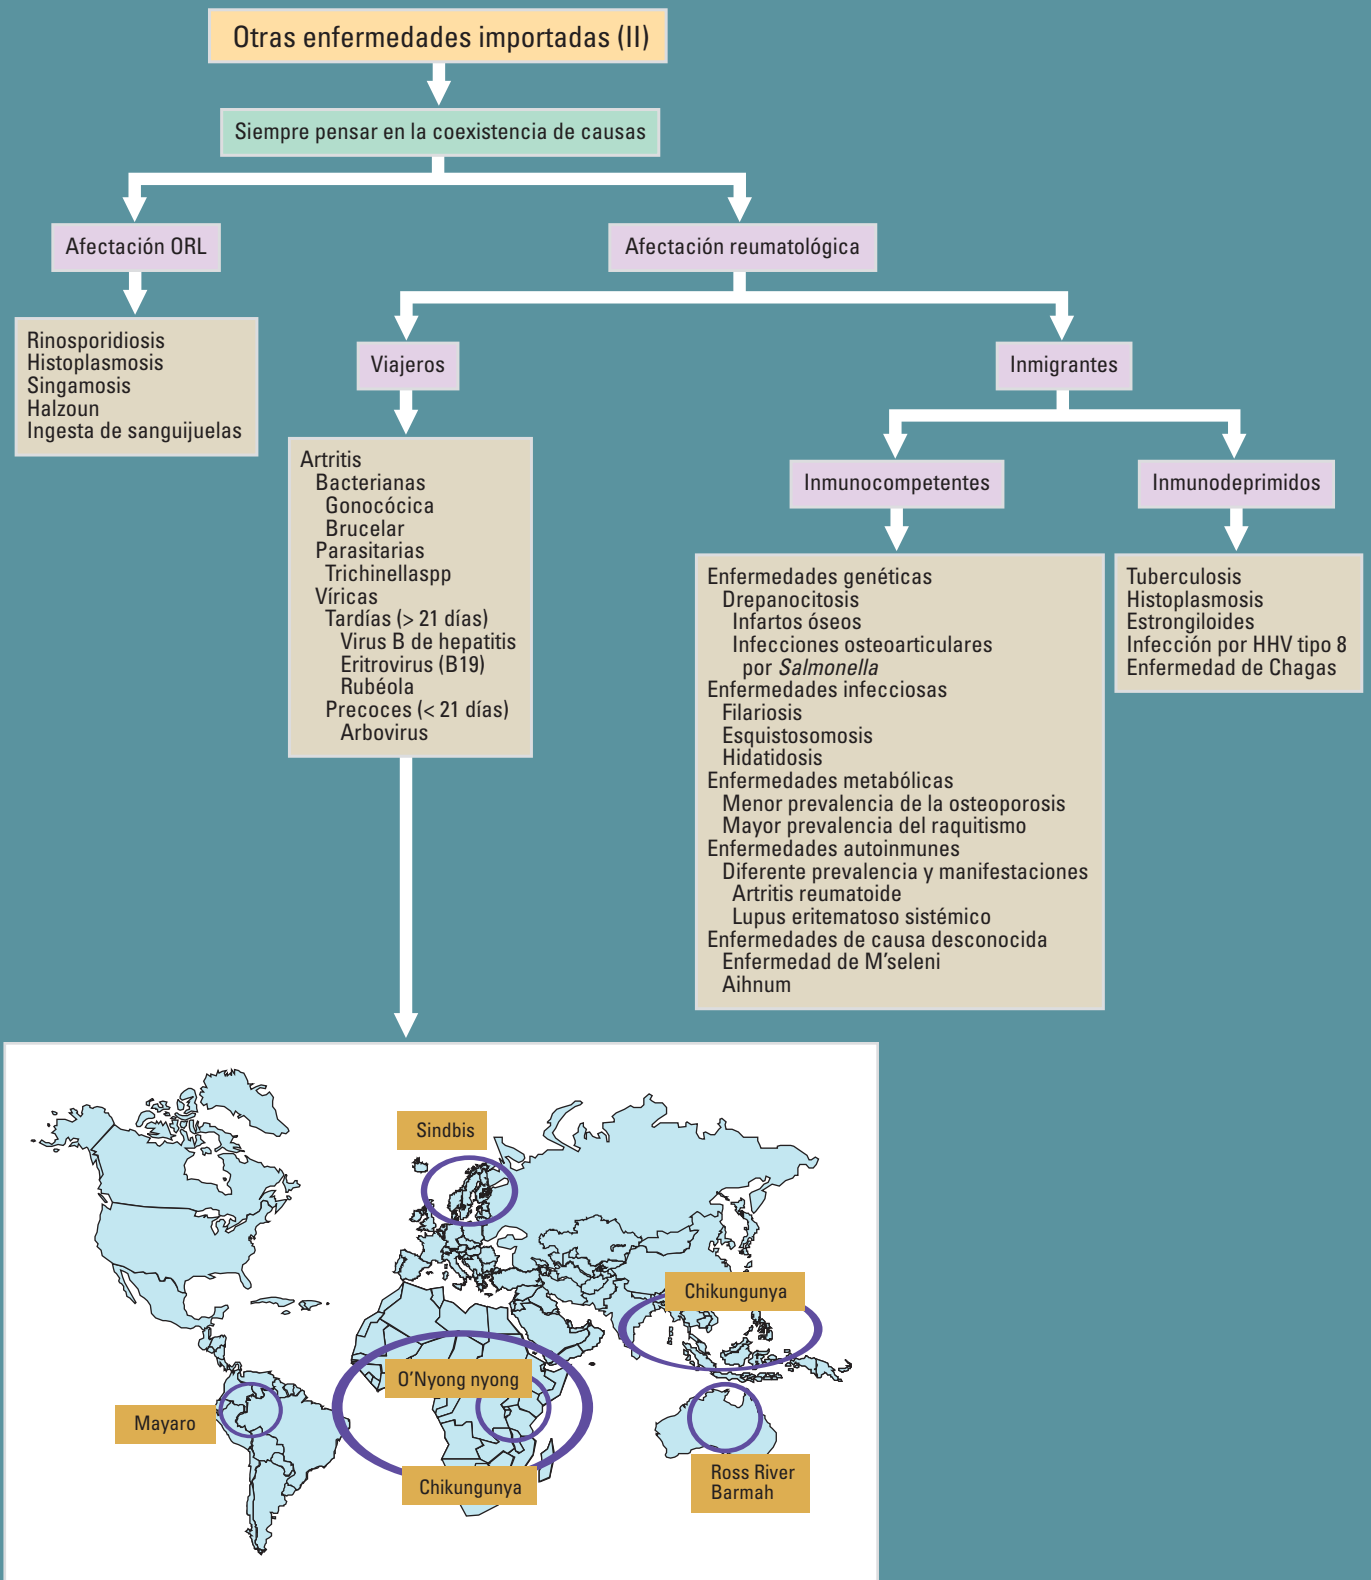 Otras enfermedades importadas (II)
Siempre pensar en la coexistencia de causas
Afectación ORL
Afectación reumatológica
Rinosporidiosis
Histoplasmosis
Singamosis
Halzoun
Ingesta de sanguijuelas
Viajeros
Inmigrantes
Artritis
Bacterianas
Gonocócica
Brucelar
Parasitarias
Trichinellaspp
Víricas
Tardías (> 21 días)
Virus B de hepatitis
Eritrovirus (B19)
Rubéola
Precoces (< 21 días)
Arbovirus
Inmunocompetentes
Inmunodeprimidos
Enfermedades genéticas
Drepanocitosis
Infartos óseos
Infecciones osteoarticulares
por Salmonella
Enfermedades infecciosas
Filariosis
Esquistosomosis
Hidatidosis
Enfermedades metabólicas
Menor prevalencia de la osteoporosis
Mayor prevalencia del raquitismo
Enfermedades autoinmunes
Diferente prevalencia y manifestaciones
Artritis reumatoide
Lupus eritematoso sistémico
Enfermedades de causa desconocida
Enfermedad de M'seleni
Aihnum
Tuberculosis
Histoplasmosis
Estrongiloides
Infección por HHV tipo 8
Enfermedad de Chagas
Sindbis
Chikungunya
O'Nyong nyong
Mayaro
Chikungunya
Ross River
Barmah